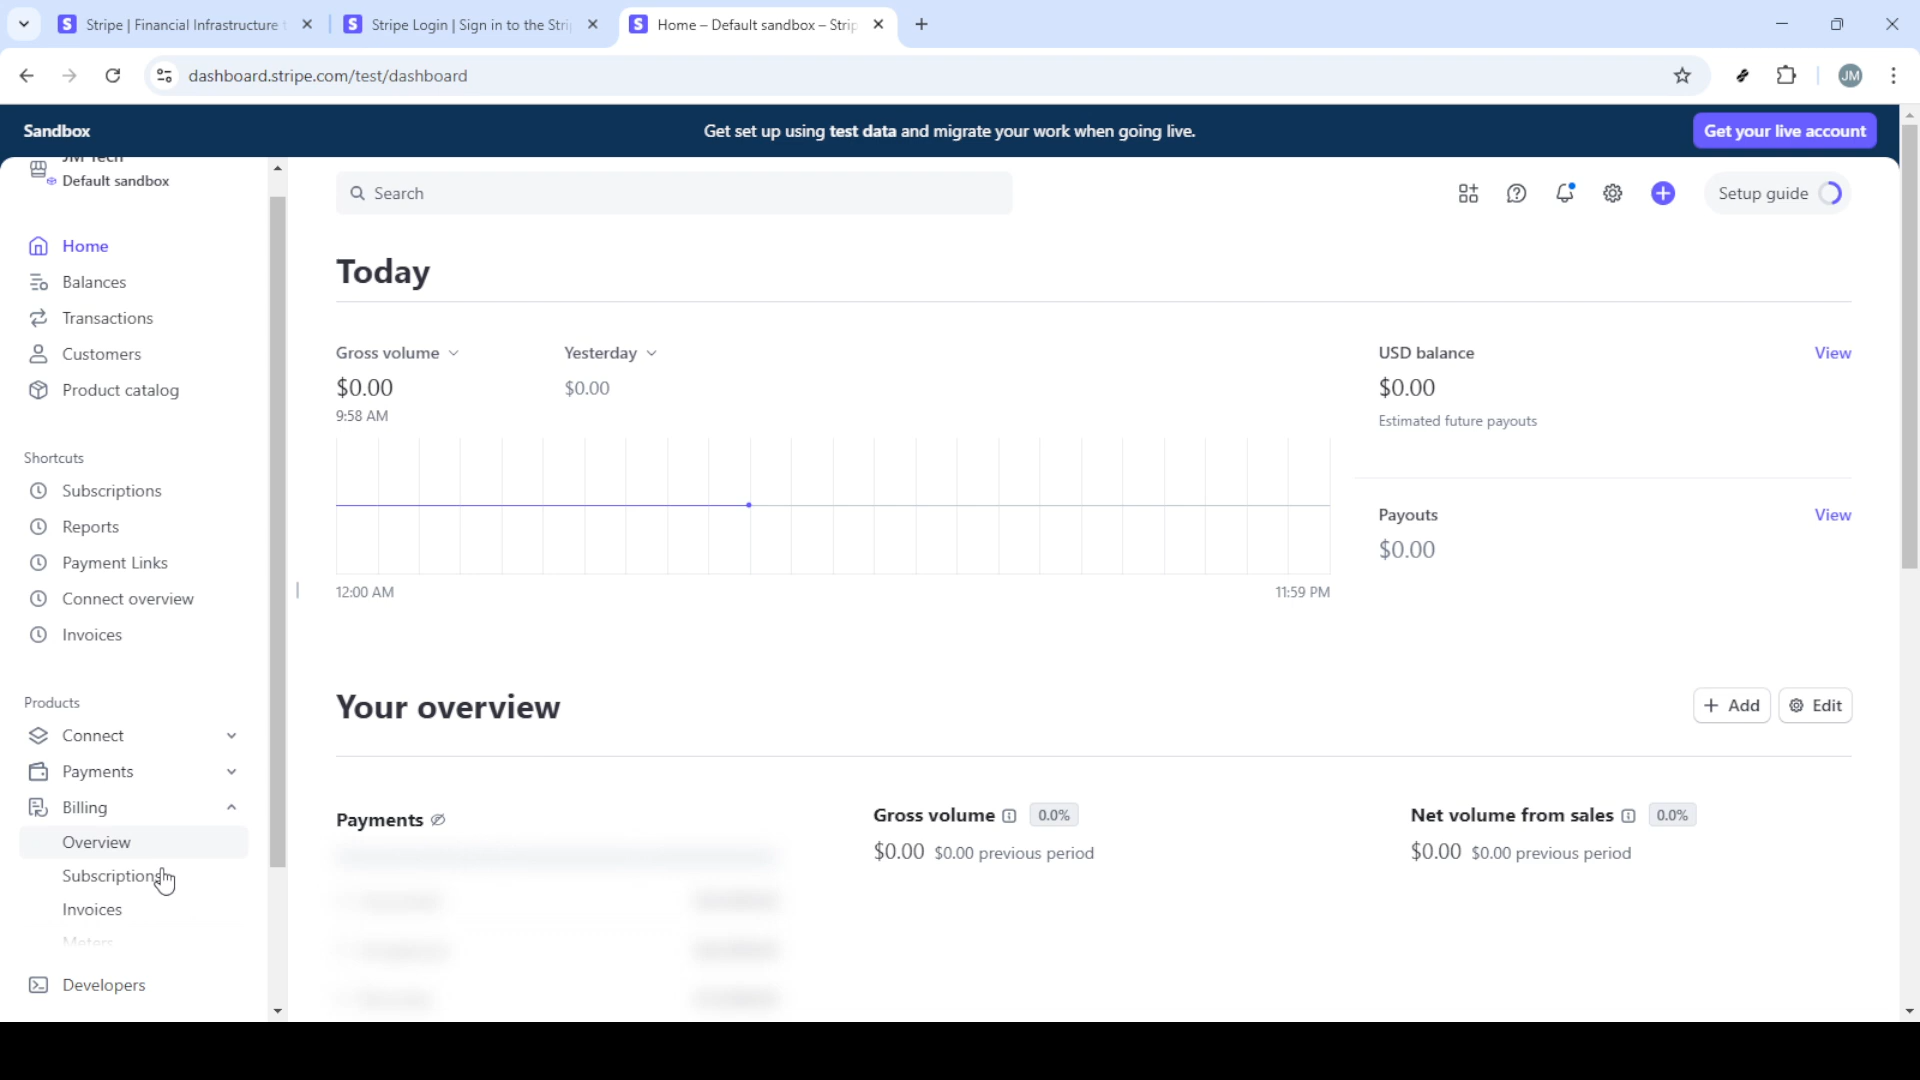 Stripe | Financial Infrastructure t
Stripe Login | Sign in to the Stri
Home – Default sandbox – Strip
dashboard.stripe.com/test/dashboard
JM
Sandbox
Get set up using test data and migrate your work when going live.
Get your live account
JM Tech
Default sandbox
Search
Setup guide
Home
Balances
Transactions
Customers
Product catalog
Shortcuts
Subscriptions
Reports
Payment Links
Connect overview
Invoices
Products
Connect
Payments
Billing
Overview
Subscriptions
Invoices
Meters
Developers
Today
Gross volume
$0.00
9:58 AM
Yesterday
$0.00
12:00 AM
11:59 PM
USD balance
View
$0.00
Estimated future payouts
Payouts
View
$0.00
Your overview
Add
Edit
Payments
Gross volume 0.0%
$0.00 $0.00 previous period
Net volume from sales 0.0%
$0.00 $0.00 previous period